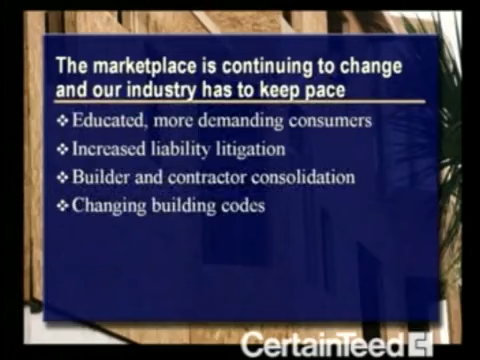 The marketplace is continuing to change
and our industry has to keep pace
❖ Educated, more demanding consumers
❖ Increased liability litigation
❖ Builder and contractor consolidation
❖ Changing building codes
CertainTeed